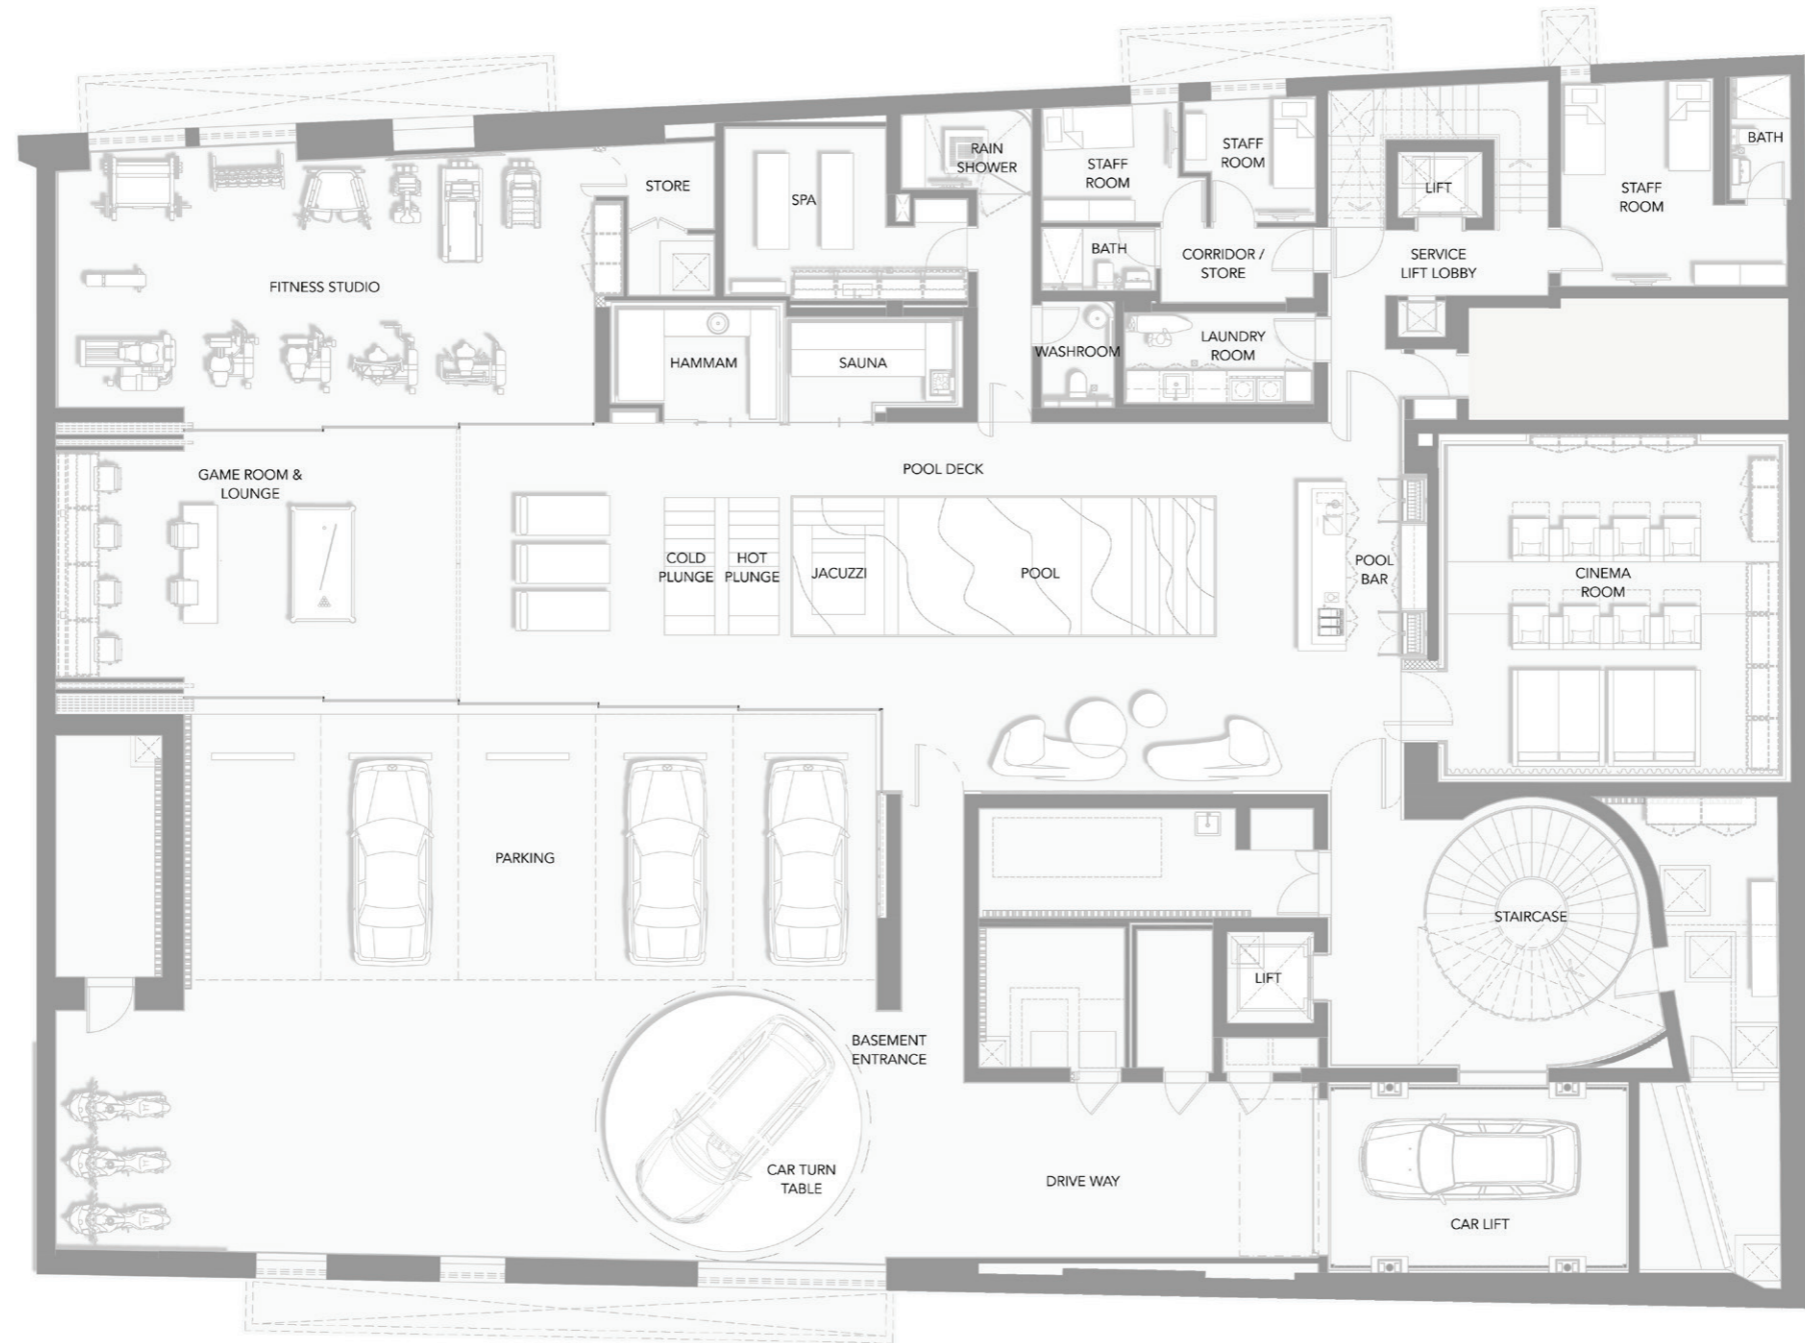 RAIN
SHOWER
STAFF
ROOM
STAFF
ROOM
BATH
STORE
SPA
LIFT
STAFF
ROOM
BATH
CORRIDOR /
STORE
SERVICE
LIFT LOBBY
FITNESS STUDIO
HAMMAM
SAUNA
WASHROOM
LAUNDRY
ROOM
GAME ROOM &
LOUNGE
POOL DECK
COLD
PLUNGE
HOT
PLUNGE
JACUZZI
POOL
POOL
BAR
CINEMA
ROOM
PARKING
STAIRCASE
LIFT
BASEMENT
ENTRANCE
CAR TURN
TABLE
DRIVE WAY
CAR LIFT